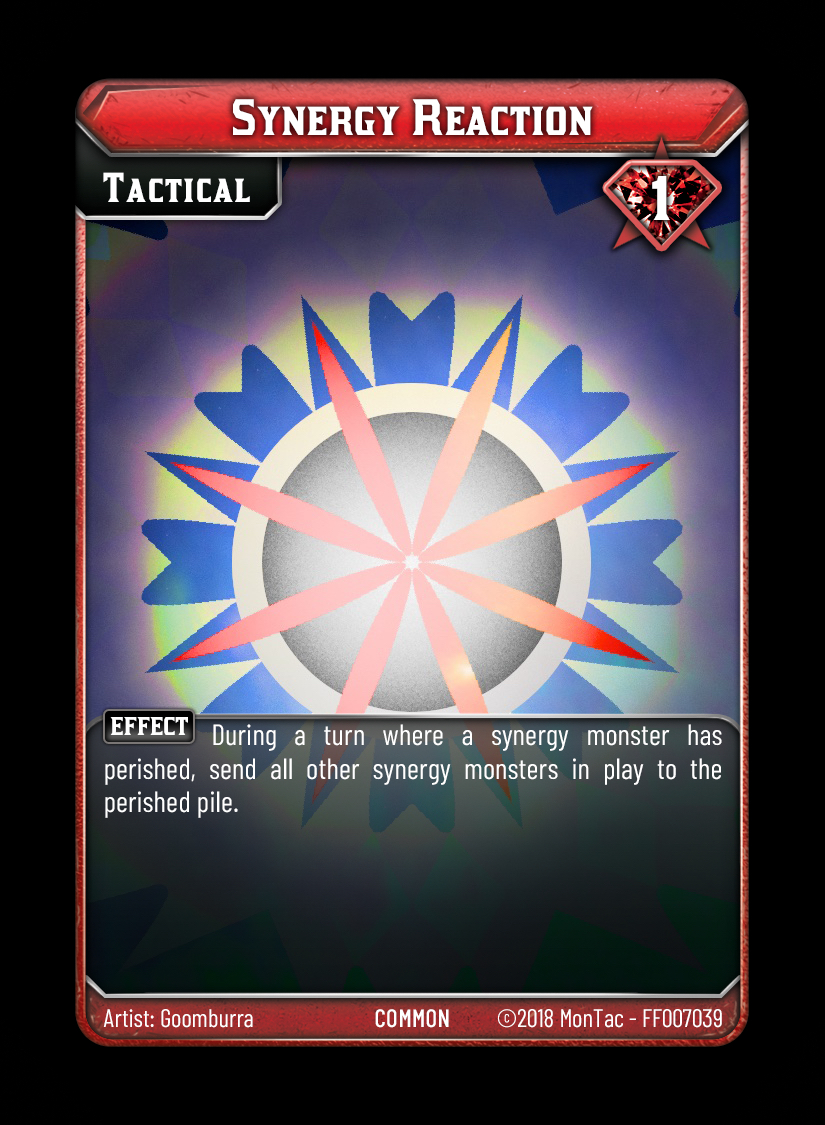 Synergy Reaction
Tactical
1
EFFECT During a turn where a synergy monster has
perished, send all other synergy monsters in play to the
perished pile.
Artist: Goomburra COMMON ©2018 MonTac - FF007039